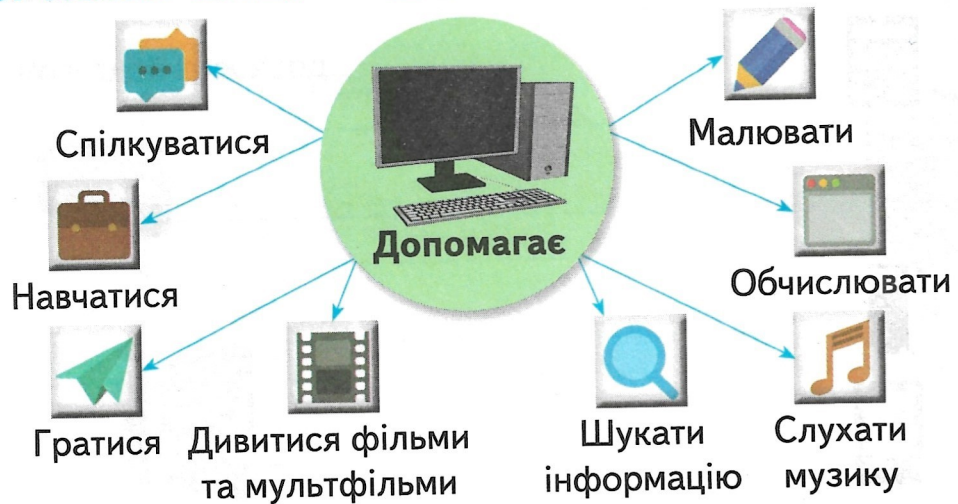 Спілкуватися
Малювати
Допомагає
Навчатися
Обчислювати
Гратися
Дивитися фільми
та мультфільми
Шукати
інформацію
Слухати
музику